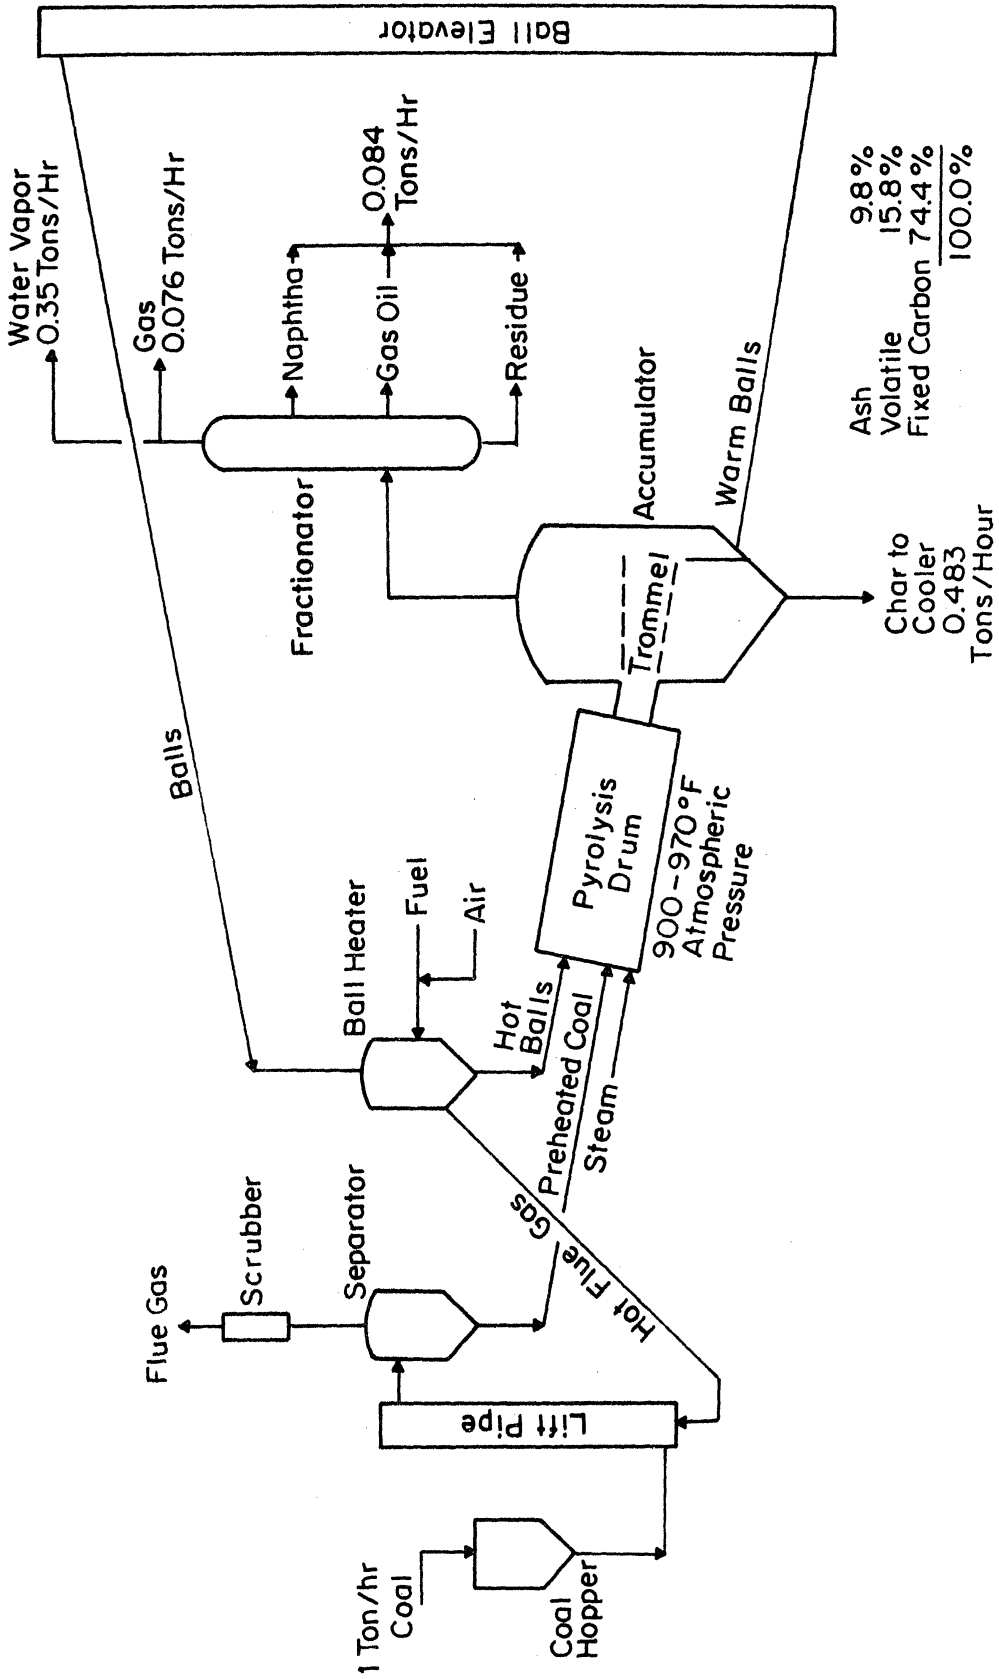 1 Ton/hr
Coal
Coal
Hopper
Lift Pipe
Flue Gas
Scrubber
Separator
Hot Flue Gas
Ball Heater
Fuel
Air
Hot
Balls
Preheated Coal
Steam
Balls
Pyrolysis
Drum
900-970°F
Atmospheric
Pressure
Trommel
Accumulator
Warm Balls
Char to
Cooler
0.483
Tons/Hour
Ash 9.8%
Volatile 15.8%
Fixed Carbon 74.4%
100.0%
Fractionator
Water Vapor
0.35 Tons/Hr
Gas
0.076 Tons/Hr
Naphtha
Gas Oil
Residue
0.084
Tons/Hr
Ball Elevator